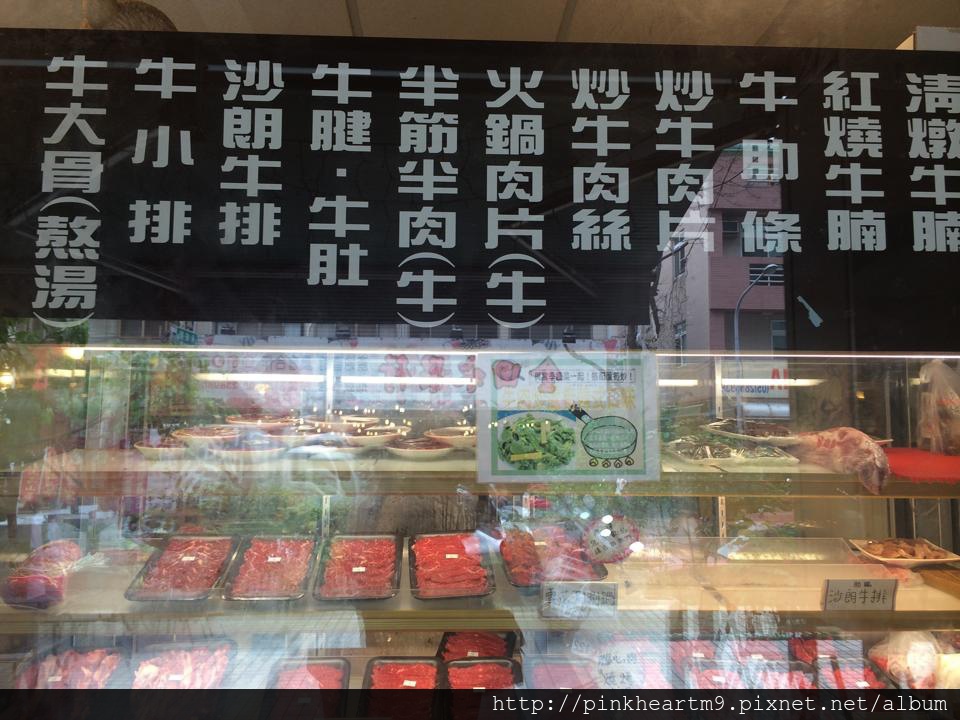 清燉牛腩
紅燒牛腩
牛肋條
炒牛肉片
炒牛肉絲
火鍋肉片(牛)
半筋半肉(牛)
牛腱·牛肚
沙朗牛排
牛小排
牛大骨(熬湯)
沙朗牛排
http://pinkheartm9.pixnet.net/album